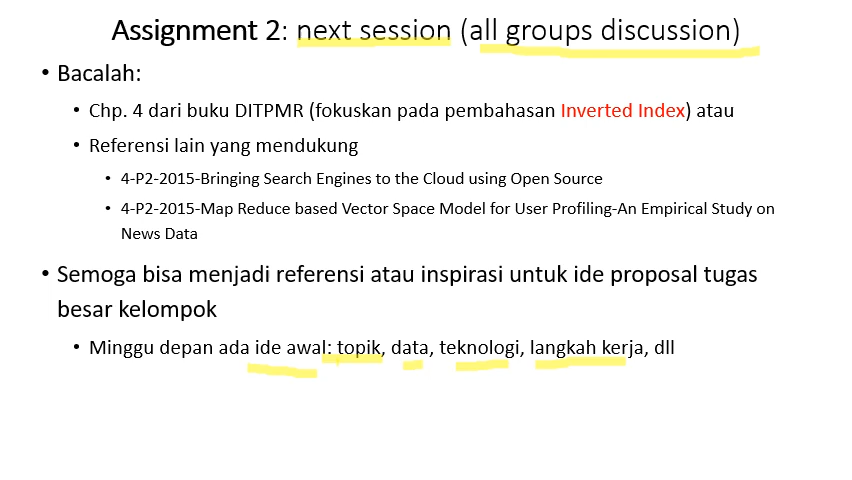 Assignment 2: next session (all groups discussion)
• Bacalah:
• Chp. 4 dari buku DITPMR (fokuskan pada pembahasan Inverted Index) atau
• Referensi lain yang mendukung
• 4-P2-2015-Bringing Search Engines to the Cloud using Open Source
• 4-P2-2015-Map Reduce based Vector Space Model for User Profiling-An Empirical Study on
News Data
• Semoga bisa menjadi referensi atau inspirasi untuk ide proposal tugas
besar kelompok
• Minggu depan ada ide awal: topik, data, teknologi, langkah kerja, dll